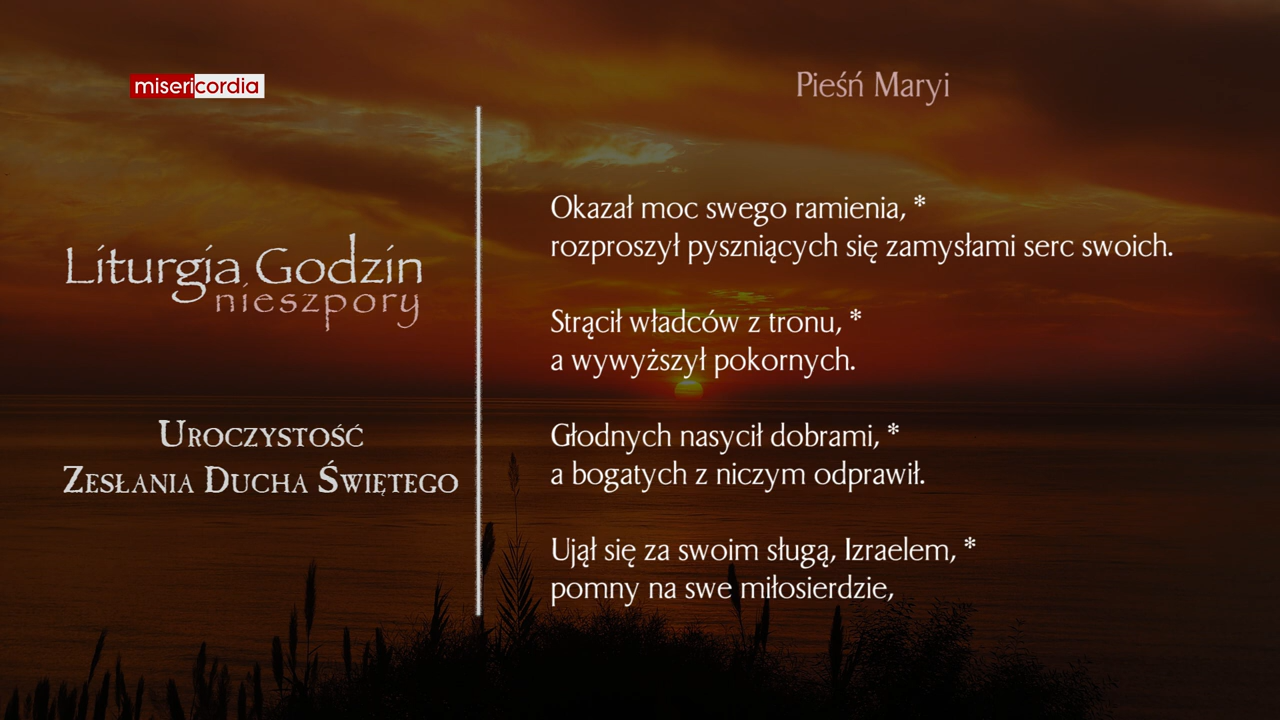 misericordia
Liturgia Godzin
nieszpory
Uroczystość
Zesłania Ducha Świętego
Pieśń Maryi
Okazał moc swego ramienia, *
rozproszył pyszniących się zamysłami serc swoich.
Strącił władców z tronu, *
a wywyższył pokornych.
Głodnych nasycił dobrami, *
a bogatych z niczym odprawił.
Ujął się za swoim sługą, Izraelem, *
pomny na swe miłosierdzie,